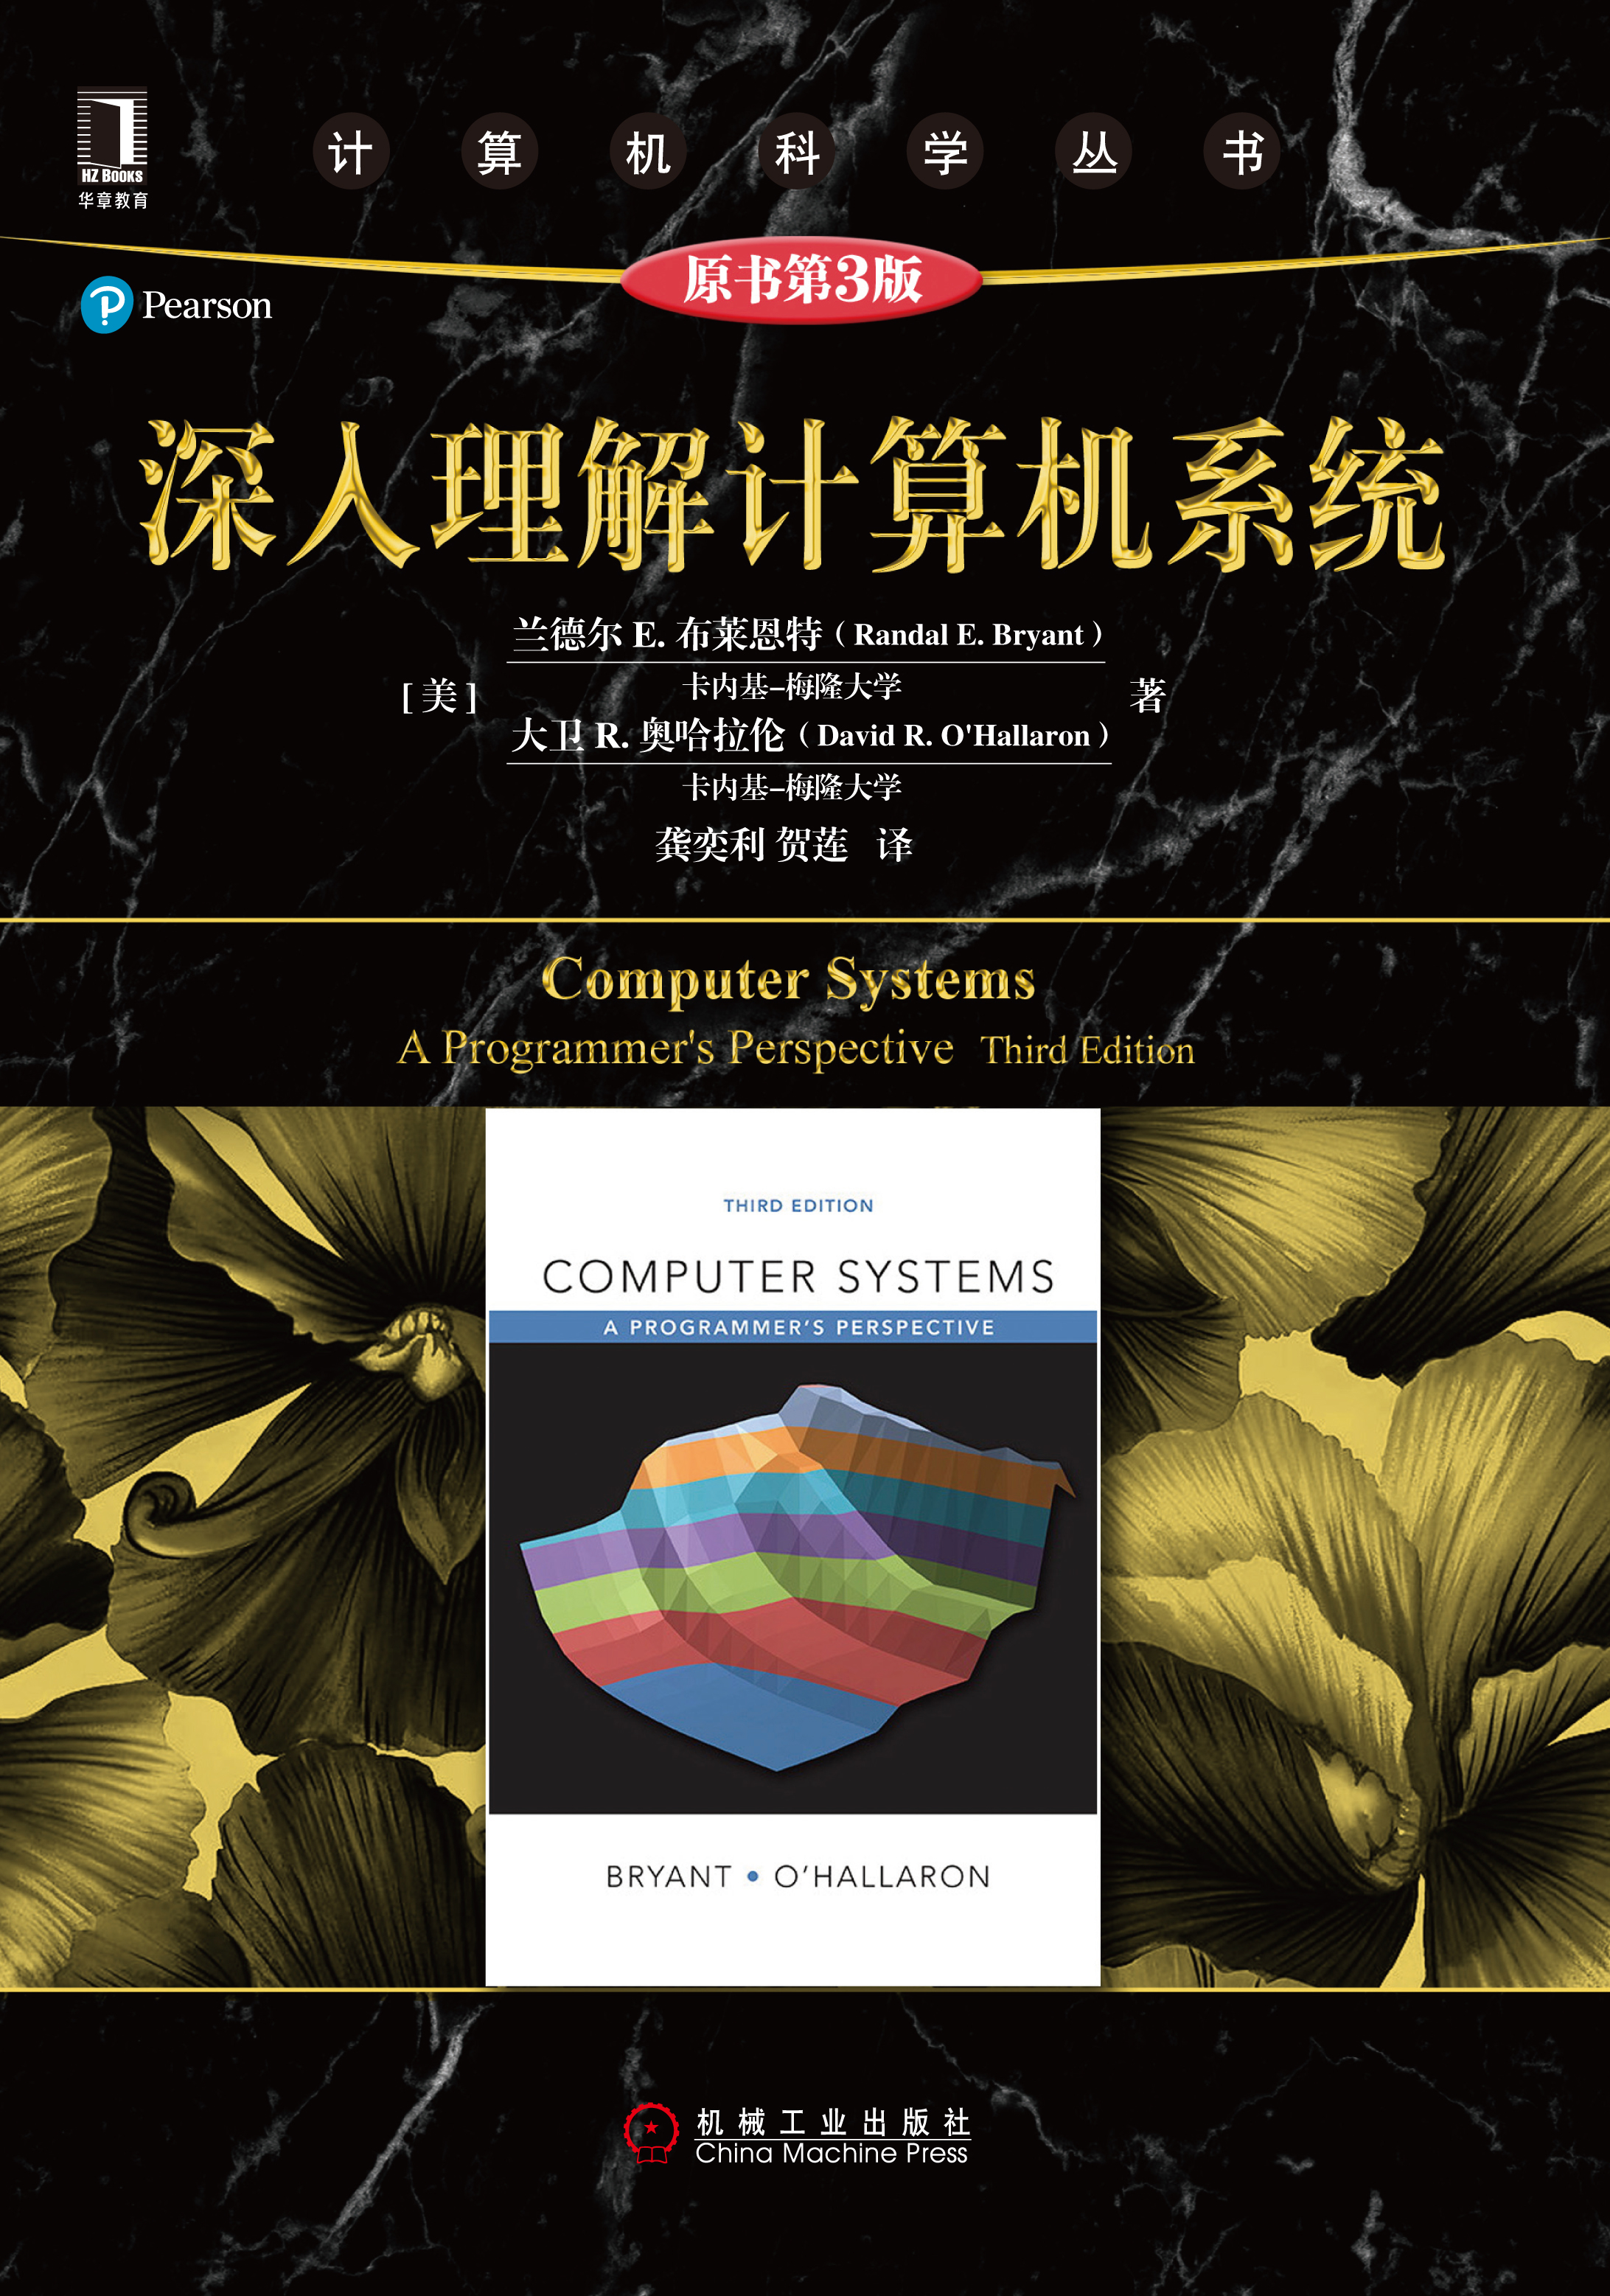 HZ BOOKS
华章教育
计算机科学丛书
原书第3版
Pearson
深入理解计算机系统
[美]
兰德尔 E. 布莱恩特（Randal E. Bryant）
卡内基-梅隆大学
大卫 R. 奥哈拉伦（David R. O'Hallaron）
卡内基-梅隆大学
著
龚奕利 贺莲 译
Computer Systems
A Programmer's Perspective Third Edition
THIRD EDITION
COMPUTER SYSTEMS
A PROGRAMMER'S PERSPECTIVE
BRYANT • O'HALLARON
机械工业出版社
China Machine Press